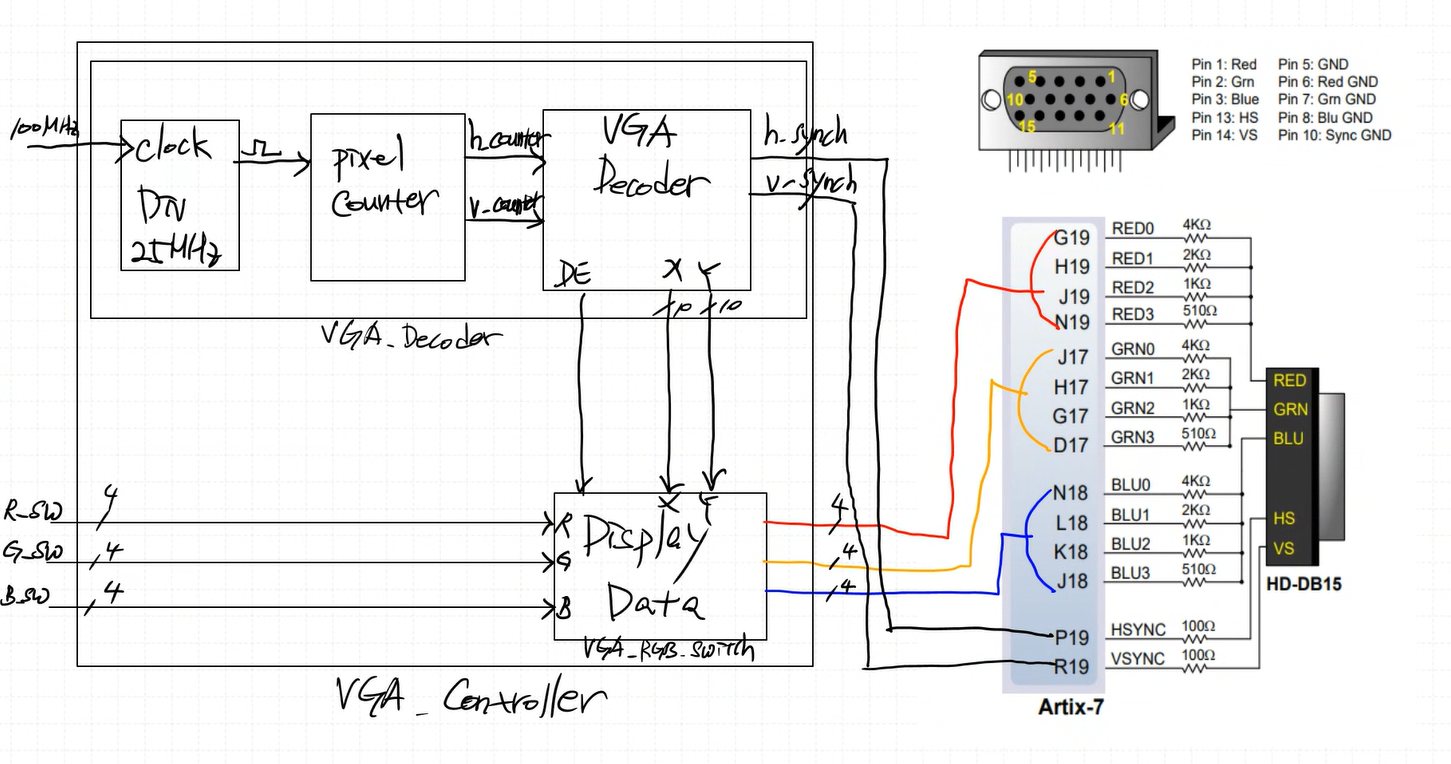 100MHz
clock
DIV
25MHz
pixel
counter
h_counter
v_counter
VGA
Decoder
DE
X
Y
10
10
h_synch
v_synch
VGA_Decoder
R_SW
4
G_SW
4
B_SW
4
R
G
B
X
Y
Display
Data
VGA_RGB_Switch
4
4
4
VGA_Controller
5
1
10
6
15
11
Pin 1: Red
Pin 2: Grn
Pin 3: Blue
Pin 13: HS
Pin 14: VS
Pin 5: GND
Pin 6: Red GND
Pin 7: Grn GND
Pin 8: Blu GND
Pin 10: Sync GND
G19 RED0 4KΩ
H19 RED1 2KΩ
J19 RED2 1KΩ
N19 RED3 510Ω
J17 GRN0 4KΩ
H17 GRN1 2KΩ
G17 GRN2 1KΩ
D17 GRN3 510Ω
N18 BLU0 4KΩ
L18 BLU1 2KΩ
K18 BLU2 1KΩ
J18 BLU3 510Ω
P19 HSYNC 100Ω
R19 VSYNC 100Ω
Artix-7
RED
GRN
BLU
HS
VS
HD-DB15